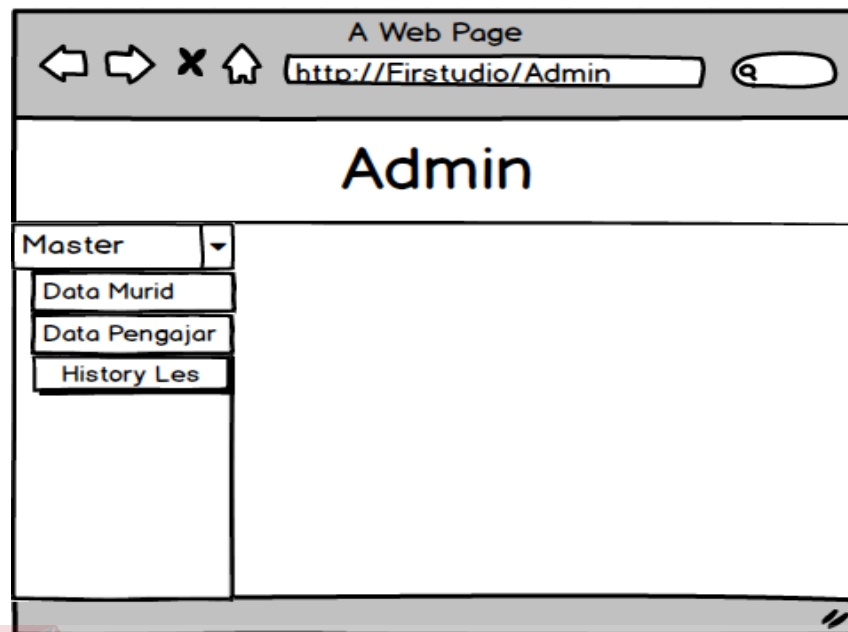 A Web Page
http://Firstudio/Admin
Admin
Master
Data Murid
Data Pengajar
History Les